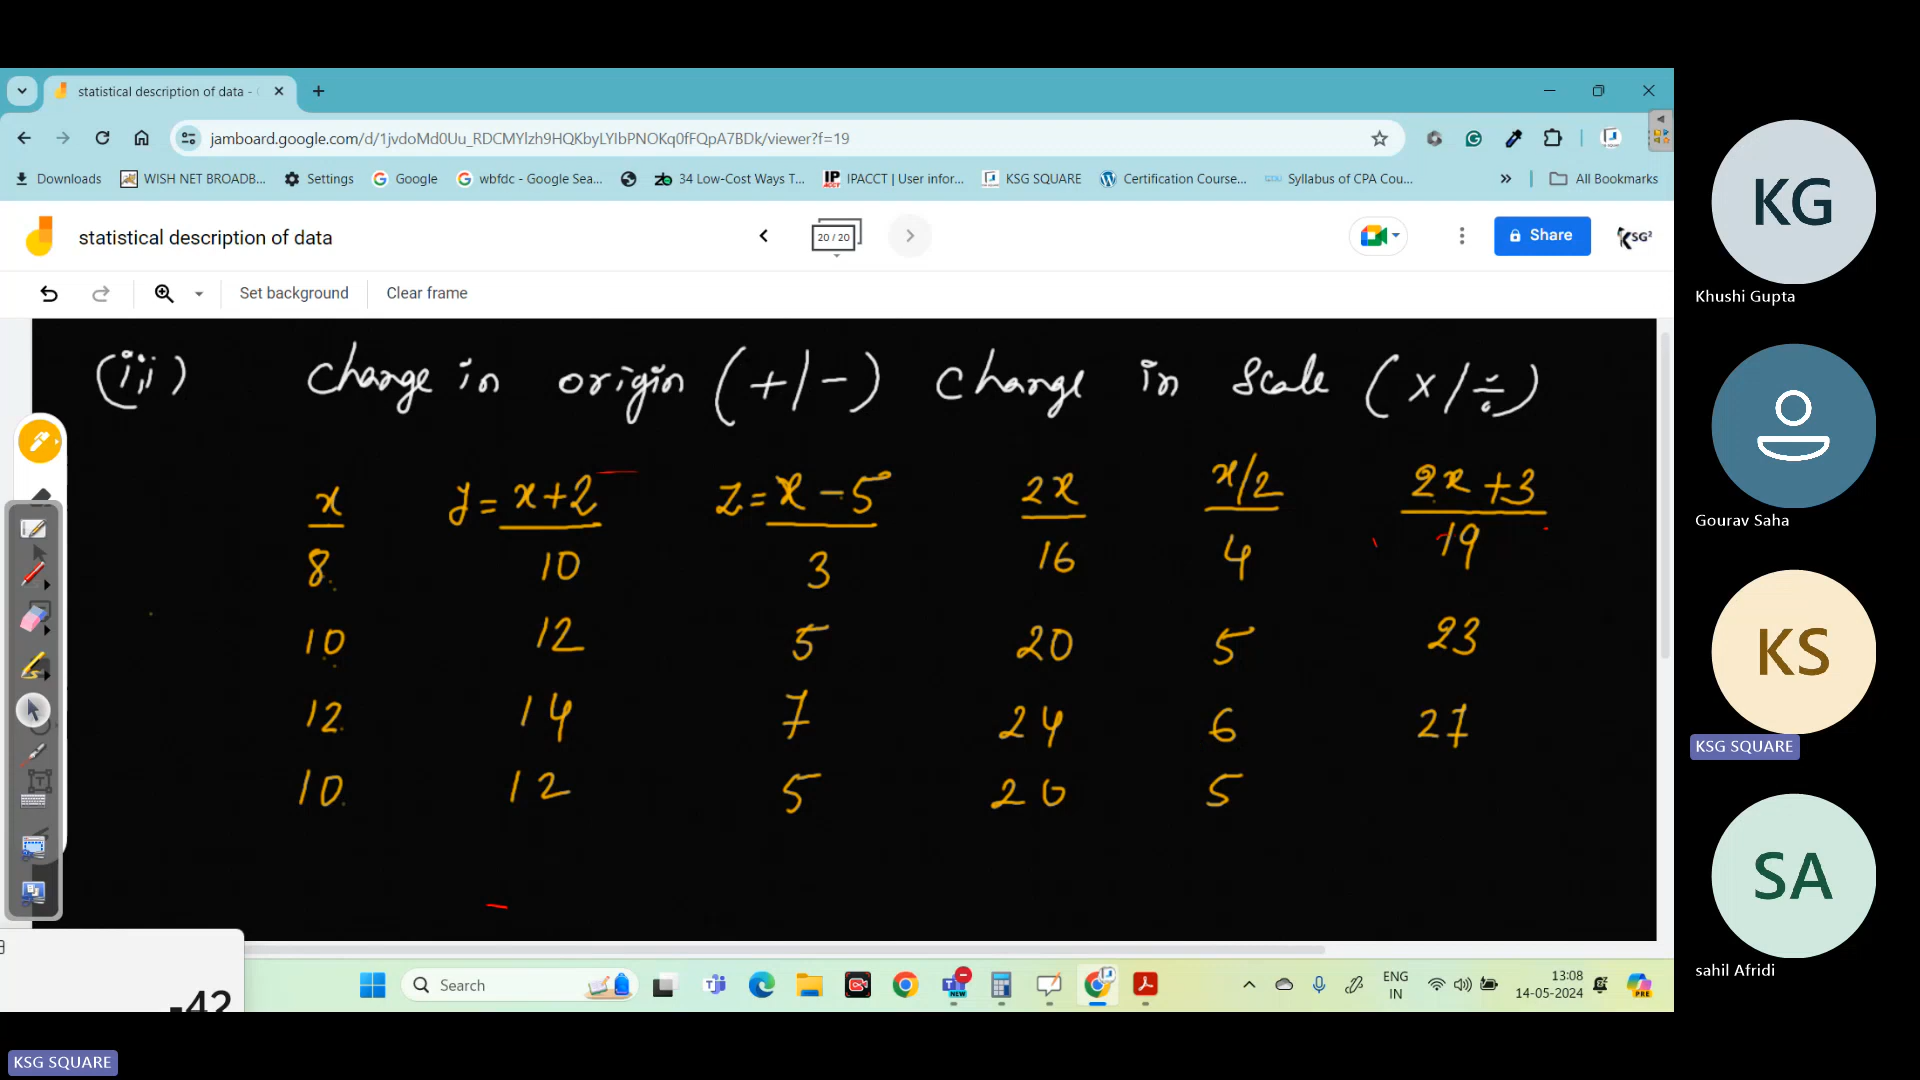 statistical description of data - 
jamboard.google.com/d/1jvdoMd0Uu_RDCMYlzh9HQKbyLYlbPNOKq0fFQpA7BDk/viewer?f=19
Downloads WISH NET BROADB... Settings Google wbfdc - Google Sea... 34 Low-Cost Ways T... IPACCT | User infor... KSG SQUARE Certification Course... Syllabus of CPA Cou... » All Bookmarks
statistical description of data 20 / 20 Share KSG²
Set background Clear frame
(iii) Change in origin (+/-) Change in Scale (x/÷)
x y = x+2 z = x-5 2x x/2 2x+3
8 10 3 16 4 19
10 12 5 20 5 23
12 14 7 24 6 27
10 12 5 20 5
-42
Search
ENG
IN
13:08
14-05-2024
KSG SQUARE
KG
Khushi Gupta
Gourav Saha
KS
KSG SQUARE
SA
sahil Afridi